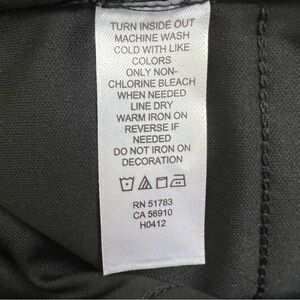 TURN INSIDE OUT
MACHINE WASH
COLD WITH LIKE
COLORS
ONLY NON-
CHLORINE BLEACH
WHEN NEEDED
LINE DRY
WARM IRON ON
REVERSE IF
NEEDED
DO NOT IRON ON
DECORATION
RN 51783
CA 56910
H0412